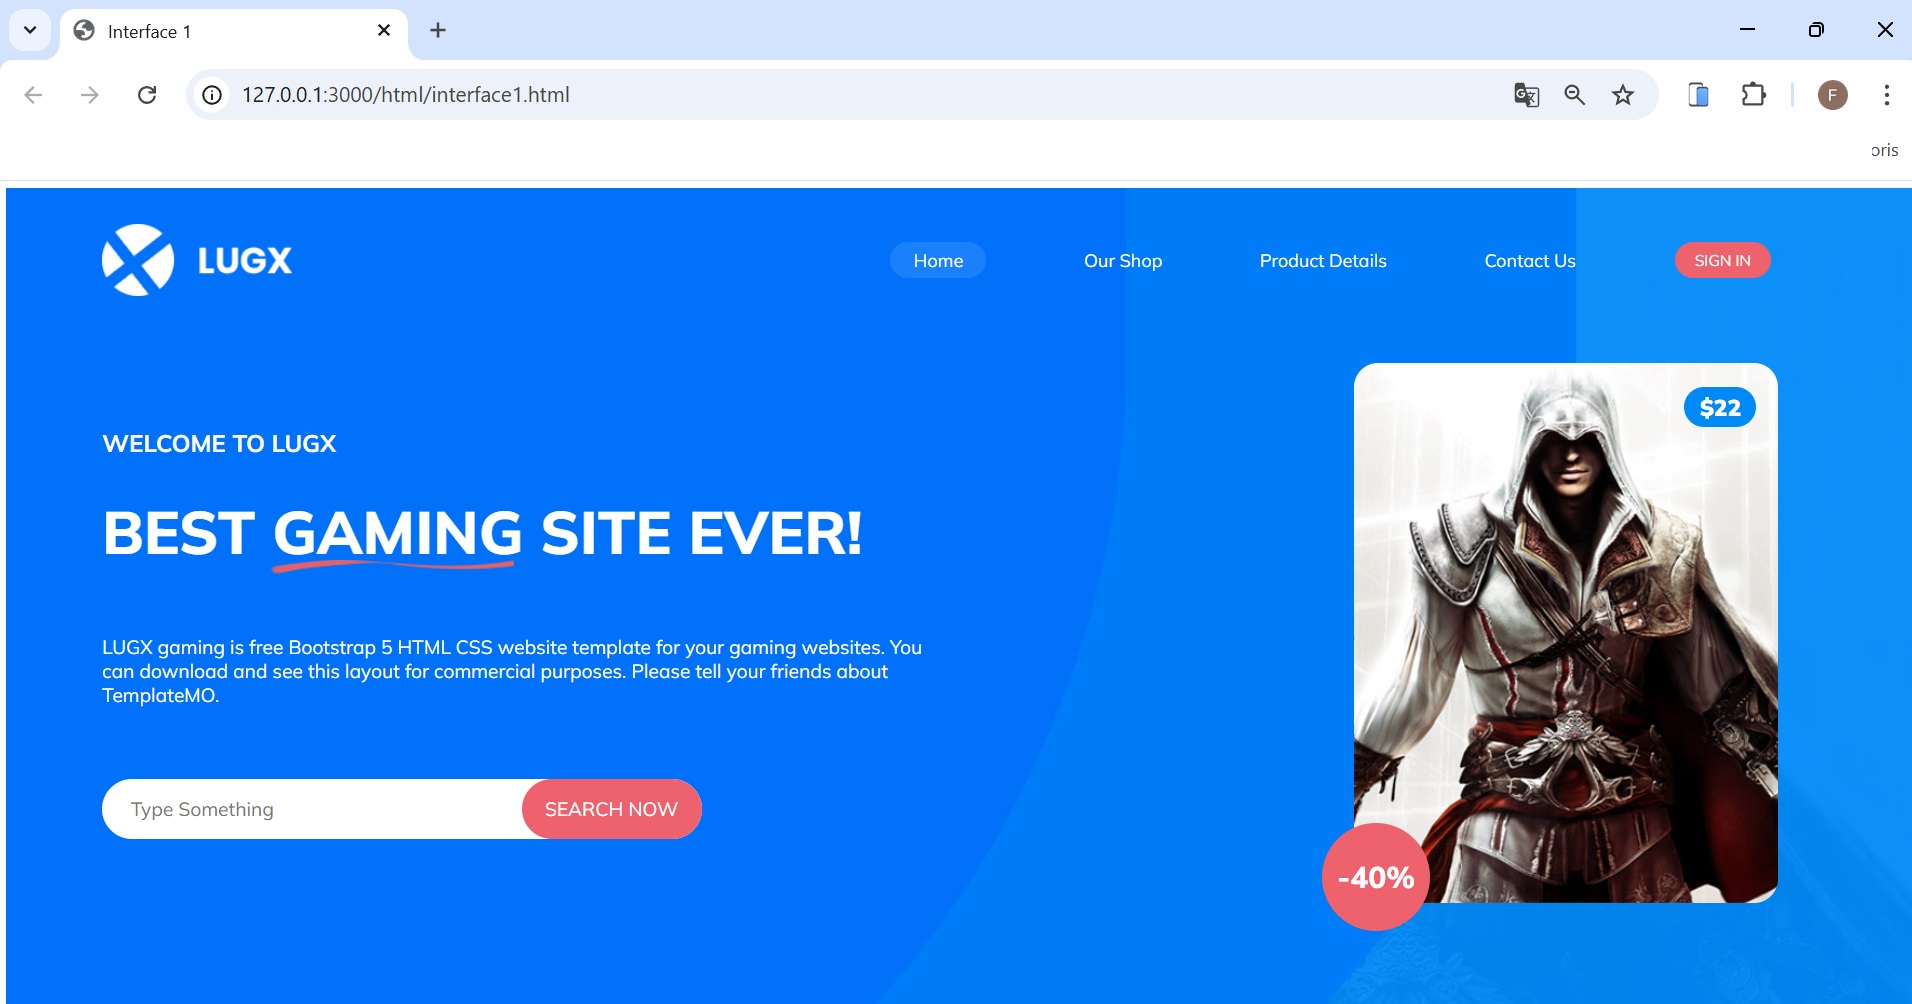 Interface 1
127.0.0.1:3000/html/interface1.html
F
oris
LUGX
Home
Our Shop
Product Details
Contact Us
SIGN IN
$22
WELCOME TO LUGX
BEST GAMING SITE EVER!
LUGX gaming is free Bootstrap 5 HTML CSS website template for your gaming websites. You
can download and see this layout for commercial purposes. Please tell your friends about
TemplateMO.
Type Something
SEARCH NOW
-40%